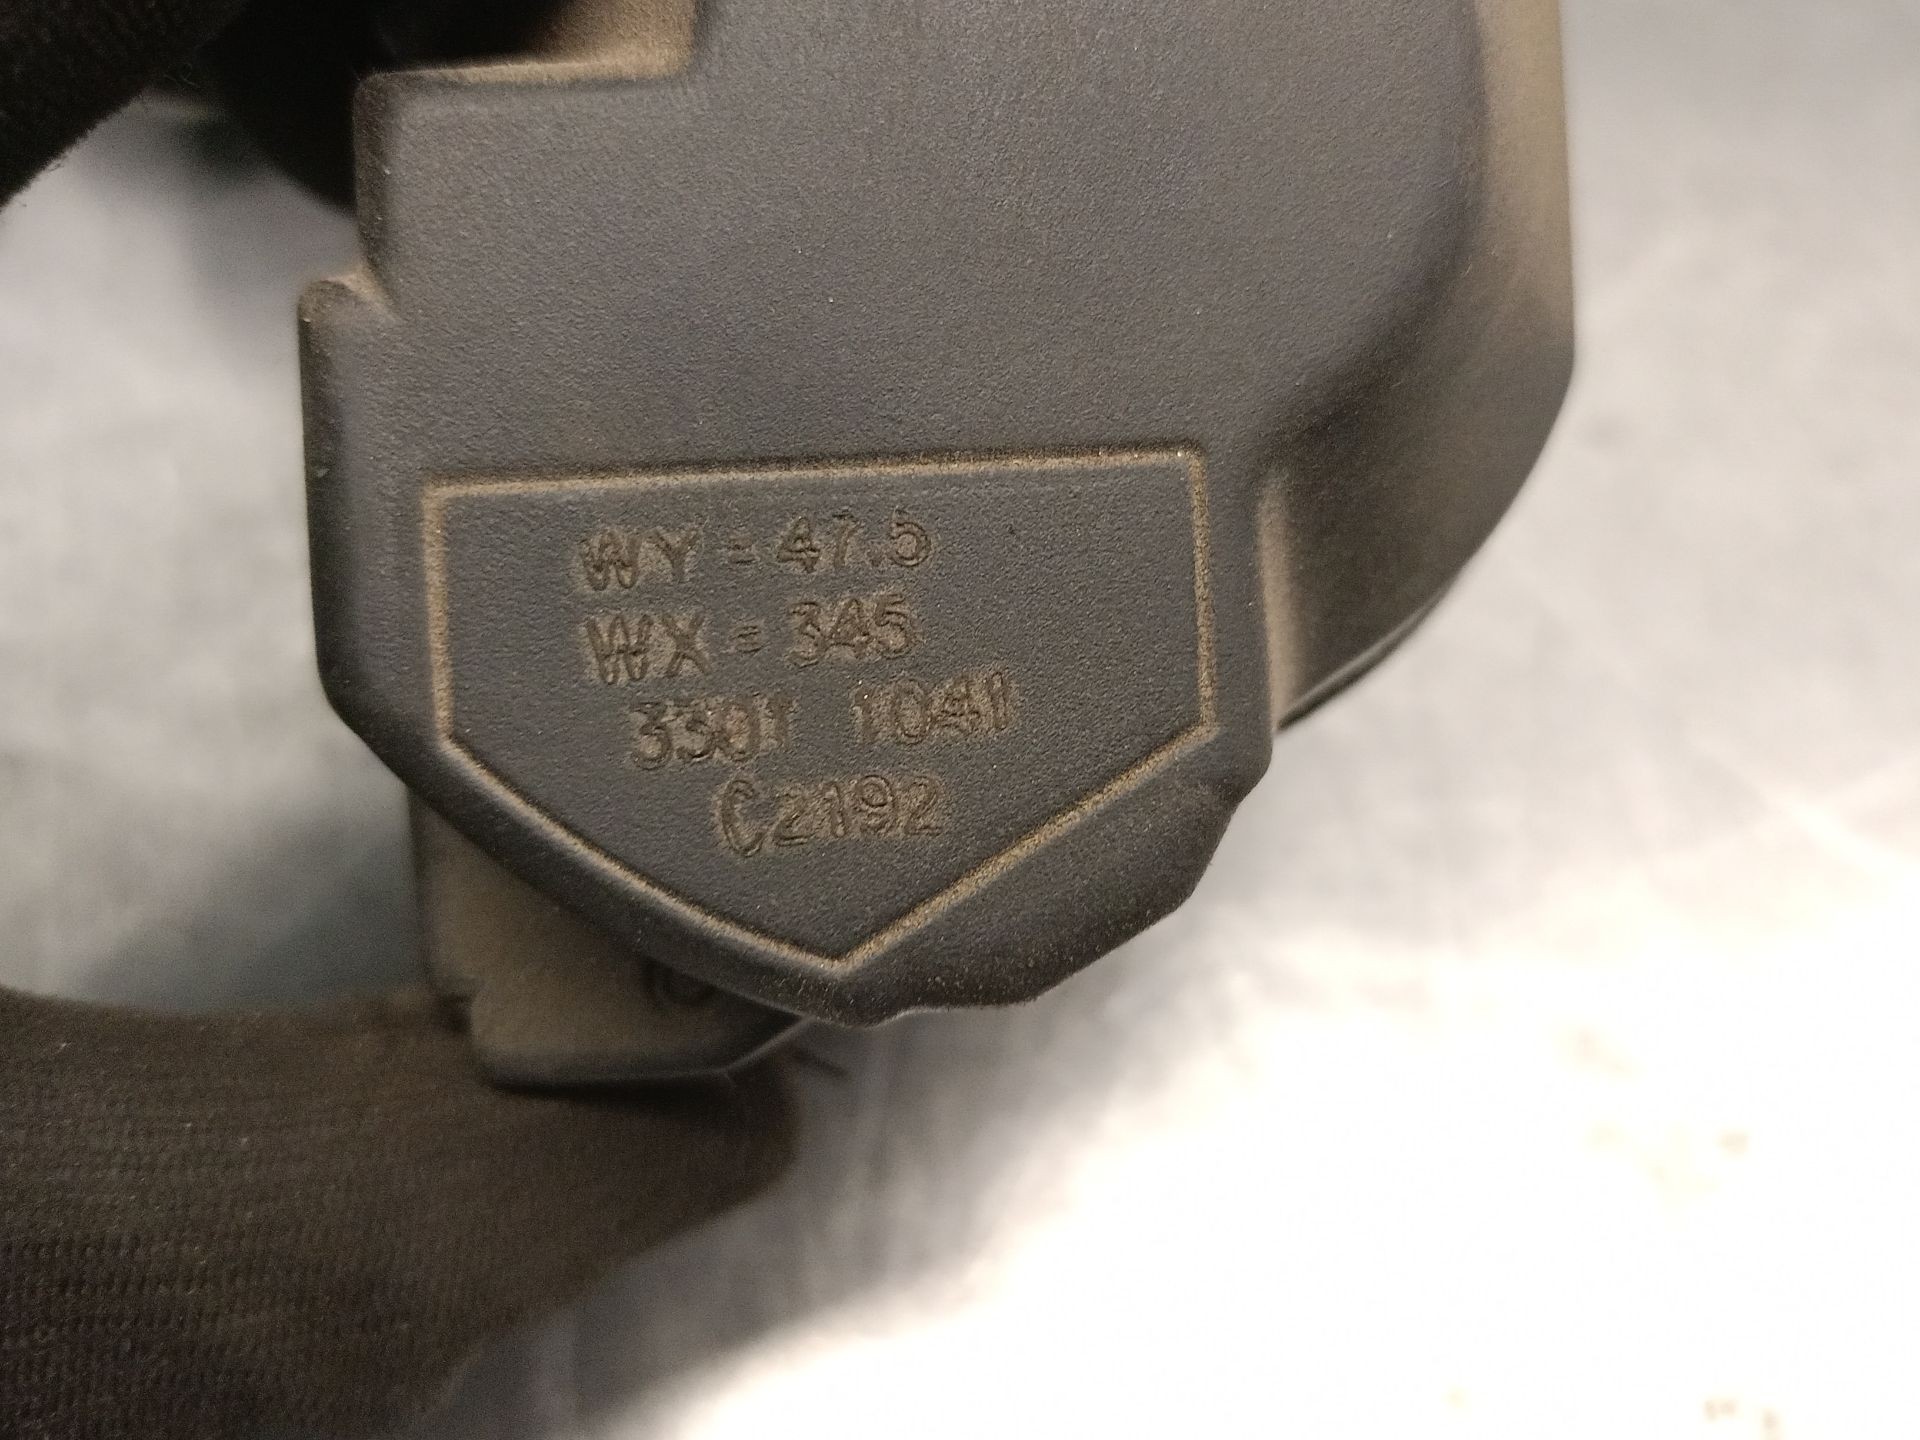 WY = 47.5
WX = 345
3301 1041
C2192